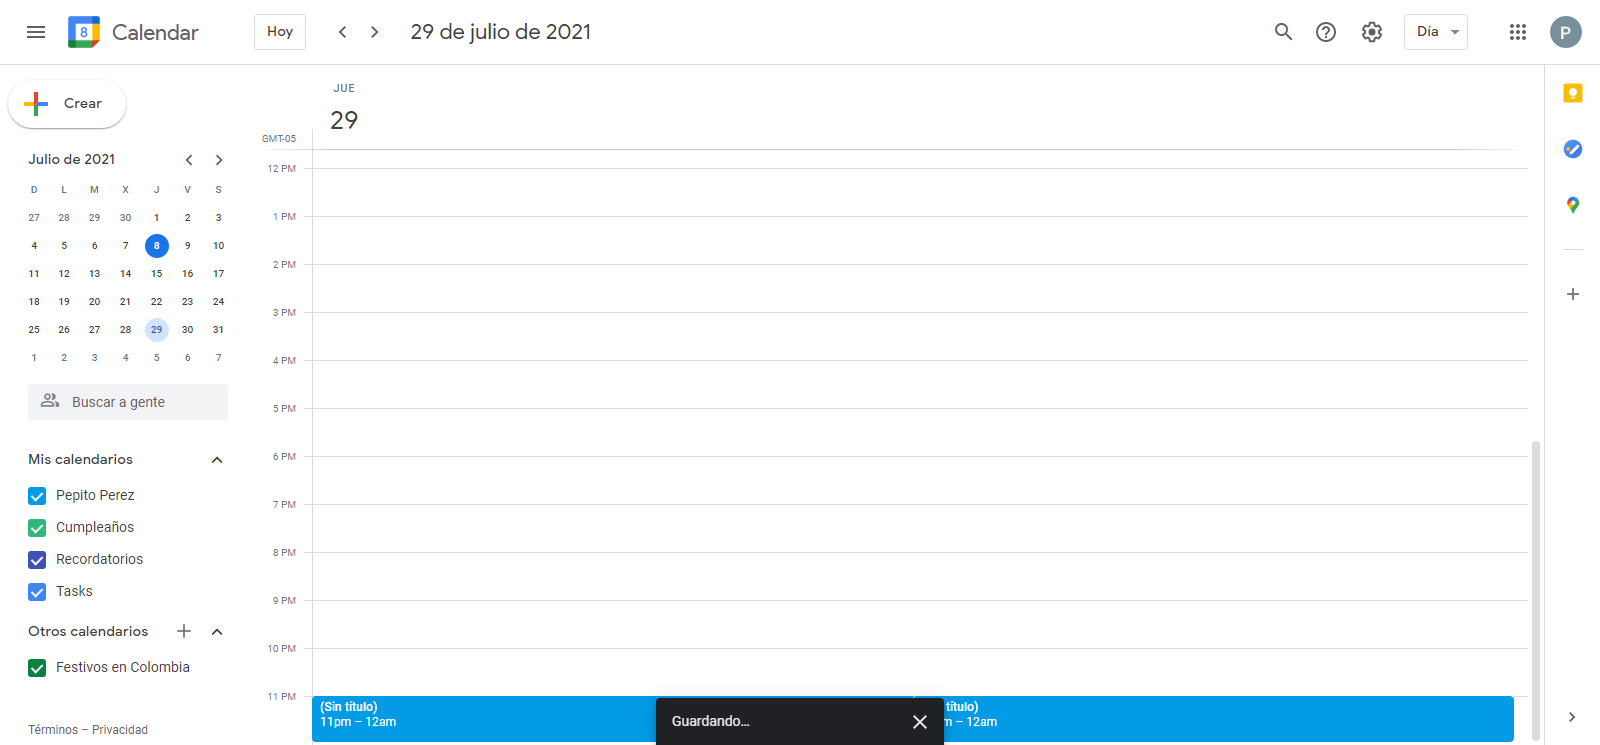 8 Calendar Hoy 29 de julio de 2021 Día P
Crear
JUE
29
GMT-05
Julio de 2021
D L M X J V S
27 28 29 30 1 2 3
4 5 6 7 8 9 10
11 12 13 14 15 16 17
18 19 20 21 22 23 24
25 26 27 28 29 30 31
1 2 3 4 5 6 7
Buscar a gente
Mis calendarios
Pepito Perez
Cumpleaños
Recordatorios
Tasks
Otros calendarios
Festivos en Colombia
Términos – Privacidad
12 PM
1 PM
2 PM
3 PM
4 PM
5 PM
6 PM
7 PM
8 PM
9 PM
10 PM
11 PM
(Sin título)
11pm – 12am
Guardando...
título)
– 12am